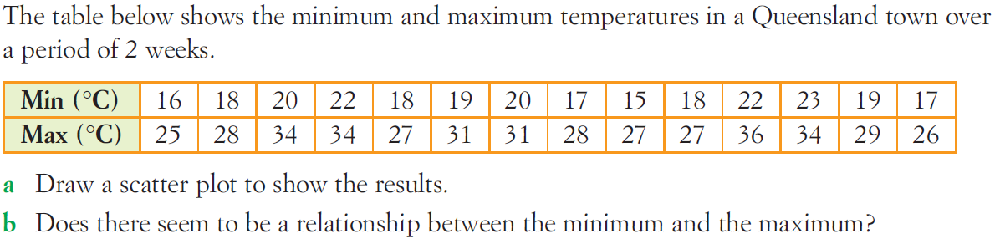 The table below shows the minimum and maximum temperatures in a Queensland town over
a period of 2 weeks.
Min (°C) 16 18 20 22 18 19 20 17 15 18 22 23 19 17
Max (°C) 25 28 34 34 27 31 31 28 27 27 36 34 29 26
a Draw a scatter plot to show the results.
b Does there seem to be a relationship between the minimum and the maximum?